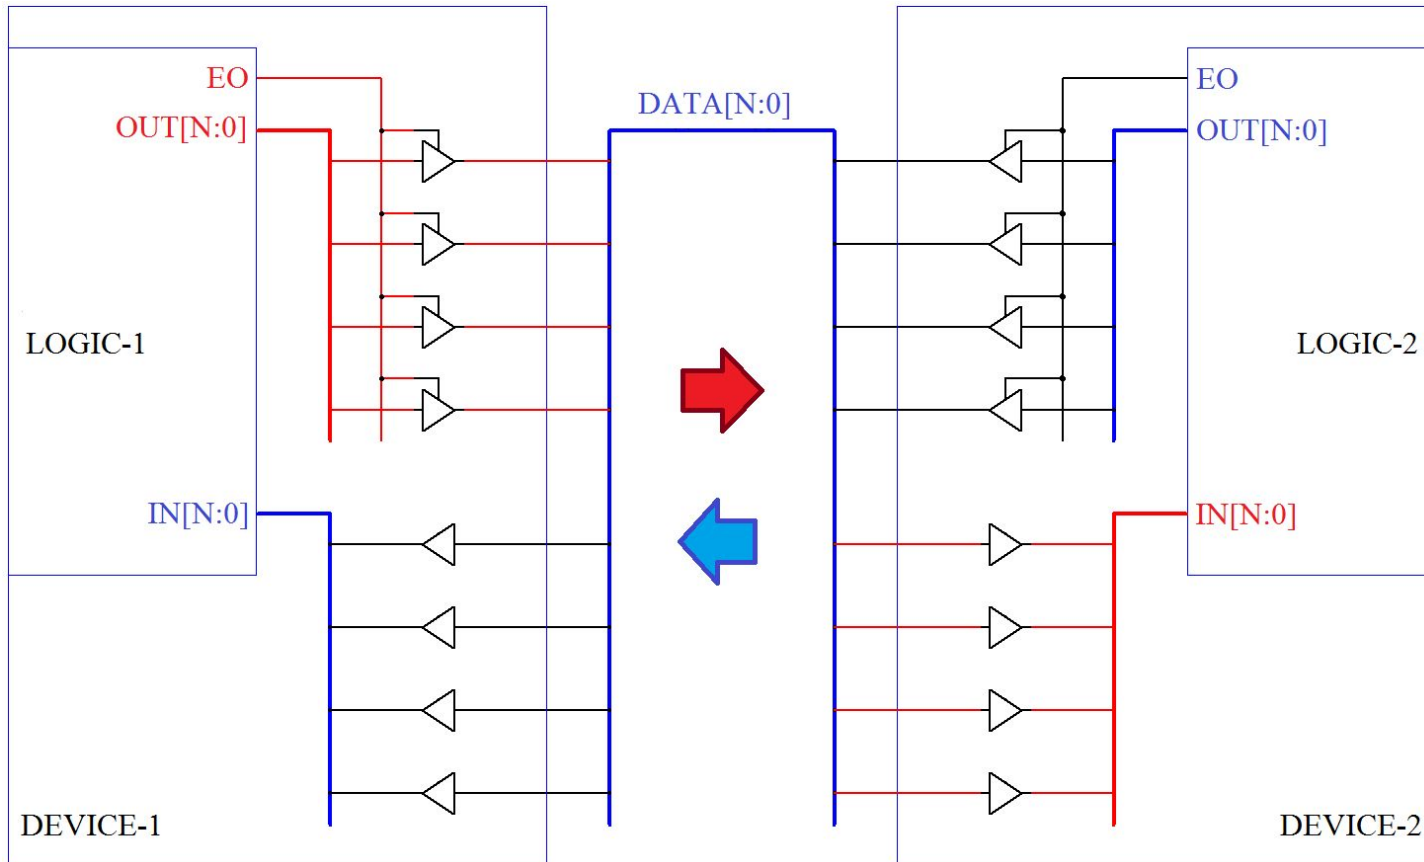 EO
OUT[N:0]
LOGIC-1
IN[N:0]
DEVICE-1
DATA[N:0]
EO
OUT[N:0]
LOGIC-2
IN[N:0]
DEVICE-2